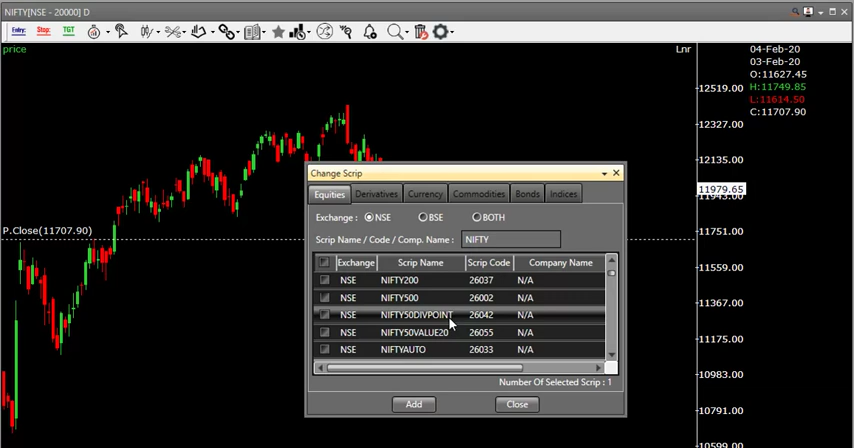 NIFTY[NSE - 20000] D
Entry:
Stop:
TGT
price
Lnr
04-Feb-20
03-Feb-20
O:11627.45
H:11749.85
L:11614.50
C:11707.90
12519.00
12327.00
12135.00
11979.65
11943.00
11751.00
11559.00
11367.00
11175.00
10983.00
10791.00
10599.00
P.Close(11707.90)
Change Scrip
Equities Derivatives Currency Commodities Bonds Indices
Exchange : NSE BSE BOTH
Scrip Name / Code / Comp. Name : NIFTY
Exchange Scrip Name Scrip Code Company Name
NSE NIFTY200 26037 N/A
NSE NIFTY500 26002 N/A
NSE NIFTY50DIVPOINT 26042 N/A
NSE NIFTY50VALUE20 26055 N/A
NSE NIFTYAUTO 26033 N/A
Number Of Selected Scrip : 1
Add Close